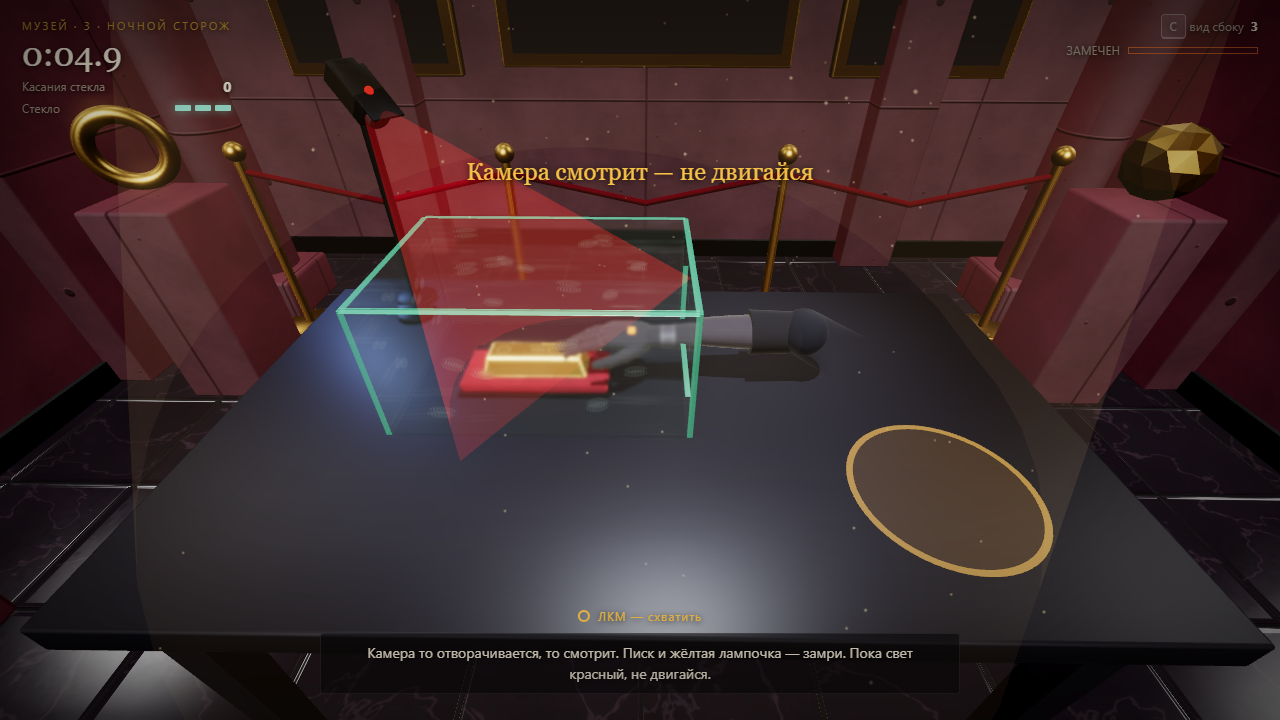 МУЗЕЙ · 3 · НОЧНОЙ СТОРОЖ
0:04.9
Касания стекла 0
Стекло
C вид сбоку 3
ЗАМЕЧЕН
Камера смотрит — не двигайся
ЛКМ — схватить
Камера то отворачивается, то смотрит. Писк и жёлтая лампочка — замри. Пока свет
красный, не двигайся.